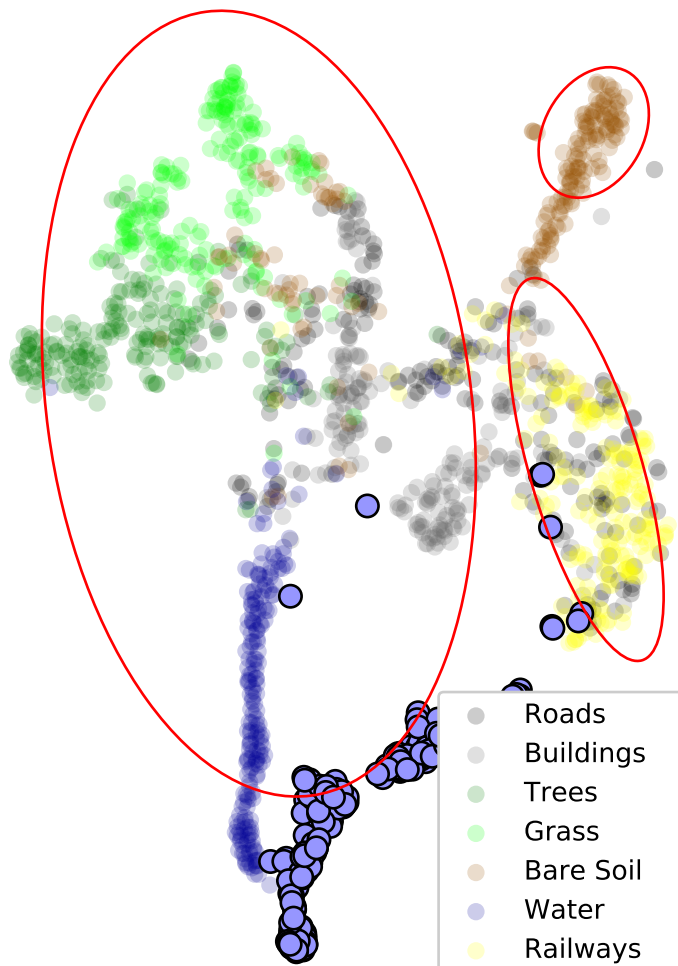 Roads
Buildings
Trees
Grass
Bare Soil
Water
Railways